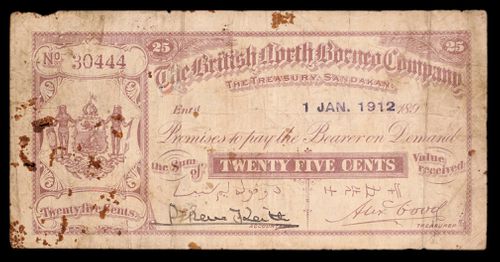 No 30444
25 25
The British North Borneo Company
The Treasury, Sandakan,
Entd 1 JAN. 1912 189
Promises to pay the Bearer on Demand
the Sum of TWENTY FIVE CENTS Value received
Twenty five Cents.
ACCOUNTANT TREASURER